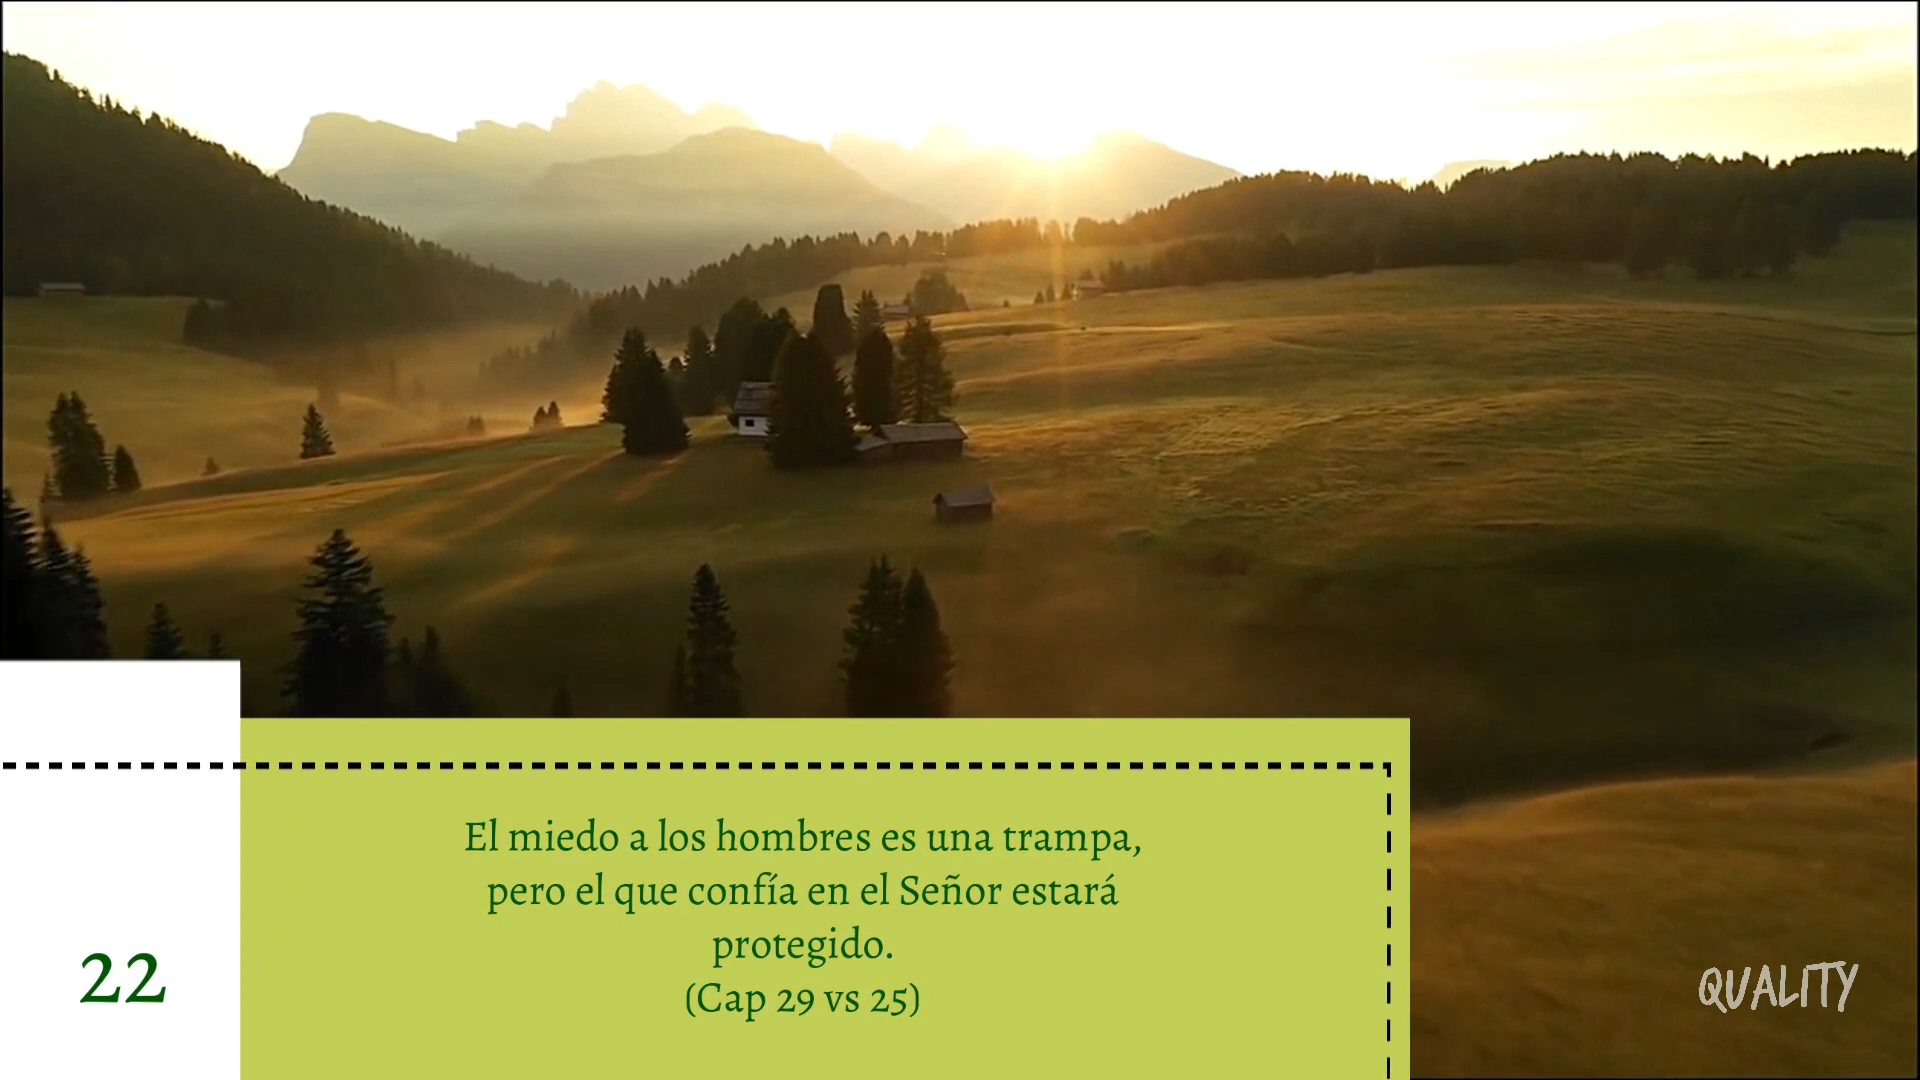 El miedo a los hombres es una trampa,
pero el que confía en el Señor estará
protegido.
(Cap 29 vs 25)
22
QUALITY